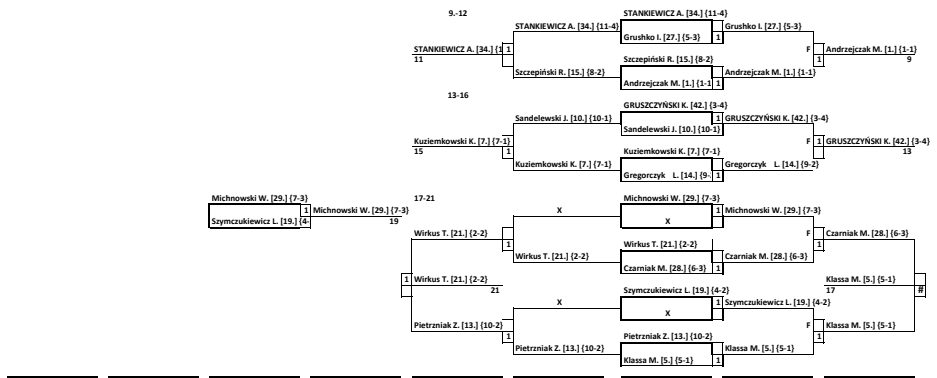 9.-12
STANKIEWICZ A. [34.] {11-4}
STANKIEWICZ A. [34.] {11-4} Grushko I. [27.] {5-3} 1 Grushko I. [27.] {5-3}
STANKIEWICZ A. [34.] {1 1 F Andrzejczak M. [1.] {1-1}
11 Szczepiński R. [15.] {8-2} 1 9
Szczepiński R. [15.] {8-2} Andrzejczak M. [1.] {1-1 1 Andrzejczak M. [1.] {1-1}
13-16
GRUSZCZYŃSKI K. [42.] {3-4}
Sandelewski J. [10.] {10-1} 1 GRUSZCZYŃSKI K. [42.] {3-4}
Sandelewski J. [10.] {10-1}
Kuziemkowski K. [7.] {7-1} F 1 GRUSZCZYŃSKI K. [42.] {3-4}
15 1 Kuziemkowski K. [7.] {7-1} 13
Kuziemkowski K. [7.] {7-1} Gregorczyk L. [14.] {9-2}
Gregorczyk L. [14.] {9- 1
17-21
Michnowski W. [29.] {7-3} Michnowski W. [29.] {7-3}
1 Michnowski W. [29.] {7-3} X 1 Michnowski W. [29.] {7-3}
Szymczukiewicz L. [19.] {4- 19 X
Wirkus T. [21.] {2-2} F Czarniak M. [28.] {6-3}
1 Wirkus T. [21.] {2-2} 1
Wirkus T. [21.] {2-2} Czarniak M. [28.] {6-3}
Czarniak M. [28.] {6-3} 1
1 Wirkus T. [21.] {2-2} Klassa M. [5.] {5-1}
21 Szymczukiewicz L. [19.] {4-2} 17 #
X 1 Szymczukiewicz L. [19.] {4-2}
X
Pietrzniak Z. [13.] {10-2} F Klassa M. [5.] {5-1}
1 Pietrzniak Z. [13.] {10-2} 1
Pietrzniak Z. [13.] {10-2} Klassa M. [5.] {5-1}
Klassa M. [5.] {5-1} 1